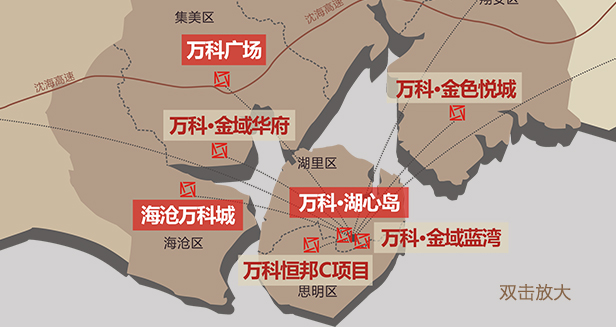 集美区
沈海高速
翔安区
万科广场
沈海高速
万科·金色悦城
万科·金域华府
湖里区
万科·湖心岛
海沧万科城
海沧区
万科·金域蓝湾
万科恒邦C项目
思明区
双击放大